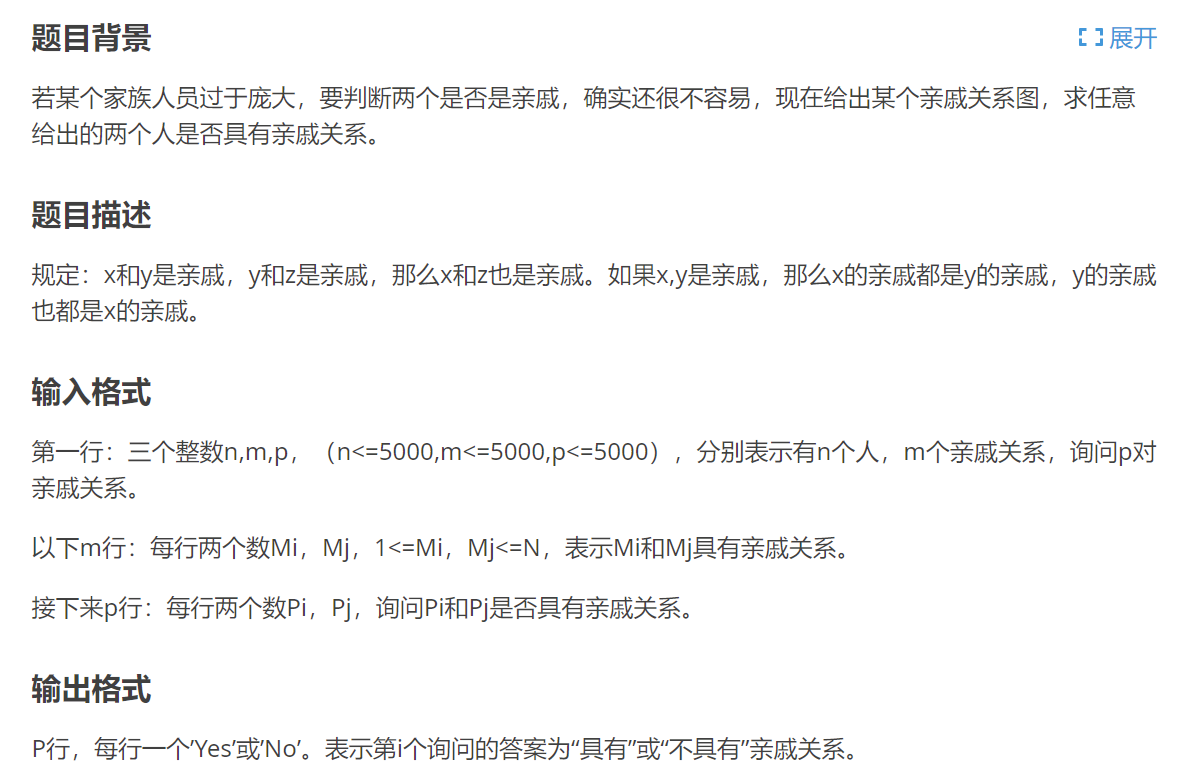 题目背景
展开
若某个家族人员过于庞大，要判断两个是否是亲戚，确实还很不容易，现在给出某个亲戚关系图，求任意
给出的两个人是否具有亲戚关系。
题目描述
规定：x和y是亲戚，y和z是亲戚，那么x和z也是亲戚。如果x,y是亲戚，那么x的亲戚都是y的亲戚，y的亲戚
也都是x的亲戚。
输入格式
第一行：三个整数n,m,p，（n<=5000,m<=5000,p<=5000），分别表示有n个人，m个亲戚关系，询问p对
亲戚关系。
以下m行：每行两个数Mi，Mj，1<=Mi，Mj<=N，表示Mi和Mj具有亲戚关系。
接下来p行：每行两个数Pi，Pj，询问Pi和Pj是否具有亲戚关系。
输出格式
P行，每行一个’Yes’或’No’。表示第i个询问的答案为“具有”或“不具有”亲戚关系。